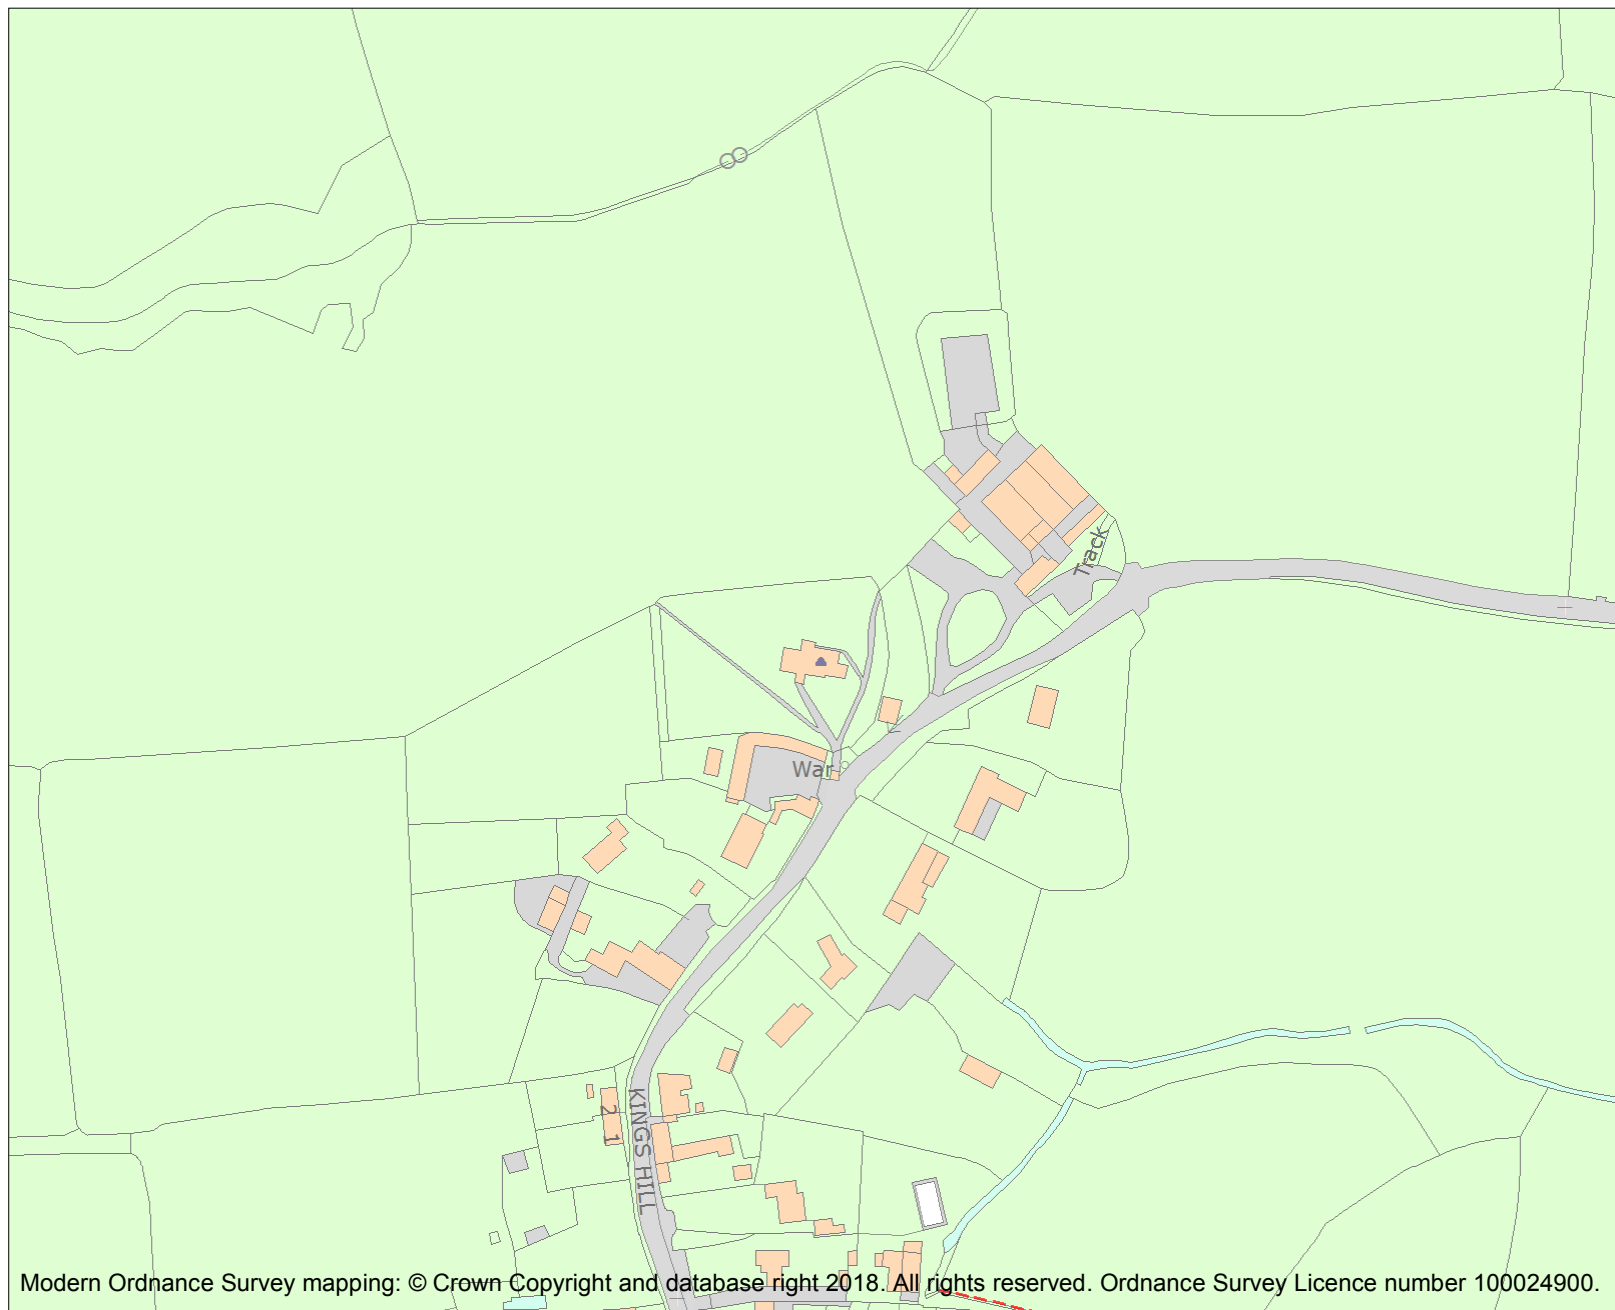 Track
War
2
1
KINGS HILL
Modern Ordnance Survey mapping: © Crown Copyright and database right 2018. All rights reserved. Ordnance Survey Licence number 100024900.